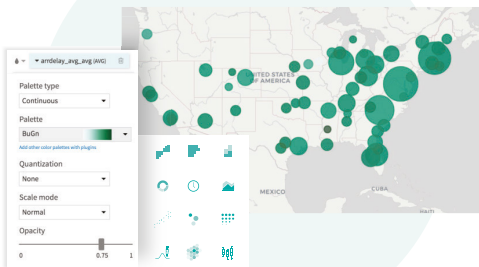 arrdelay_avg_avg (AVG)
Palette type
Continuous
Palette
BuGn
Add other color palettes with plugins
Quantization
None
Scale mode
Normal
Opacity
0
0.75
1
UNITED STATES
OF AMERICA
MEXICO
CUBA
HAITI